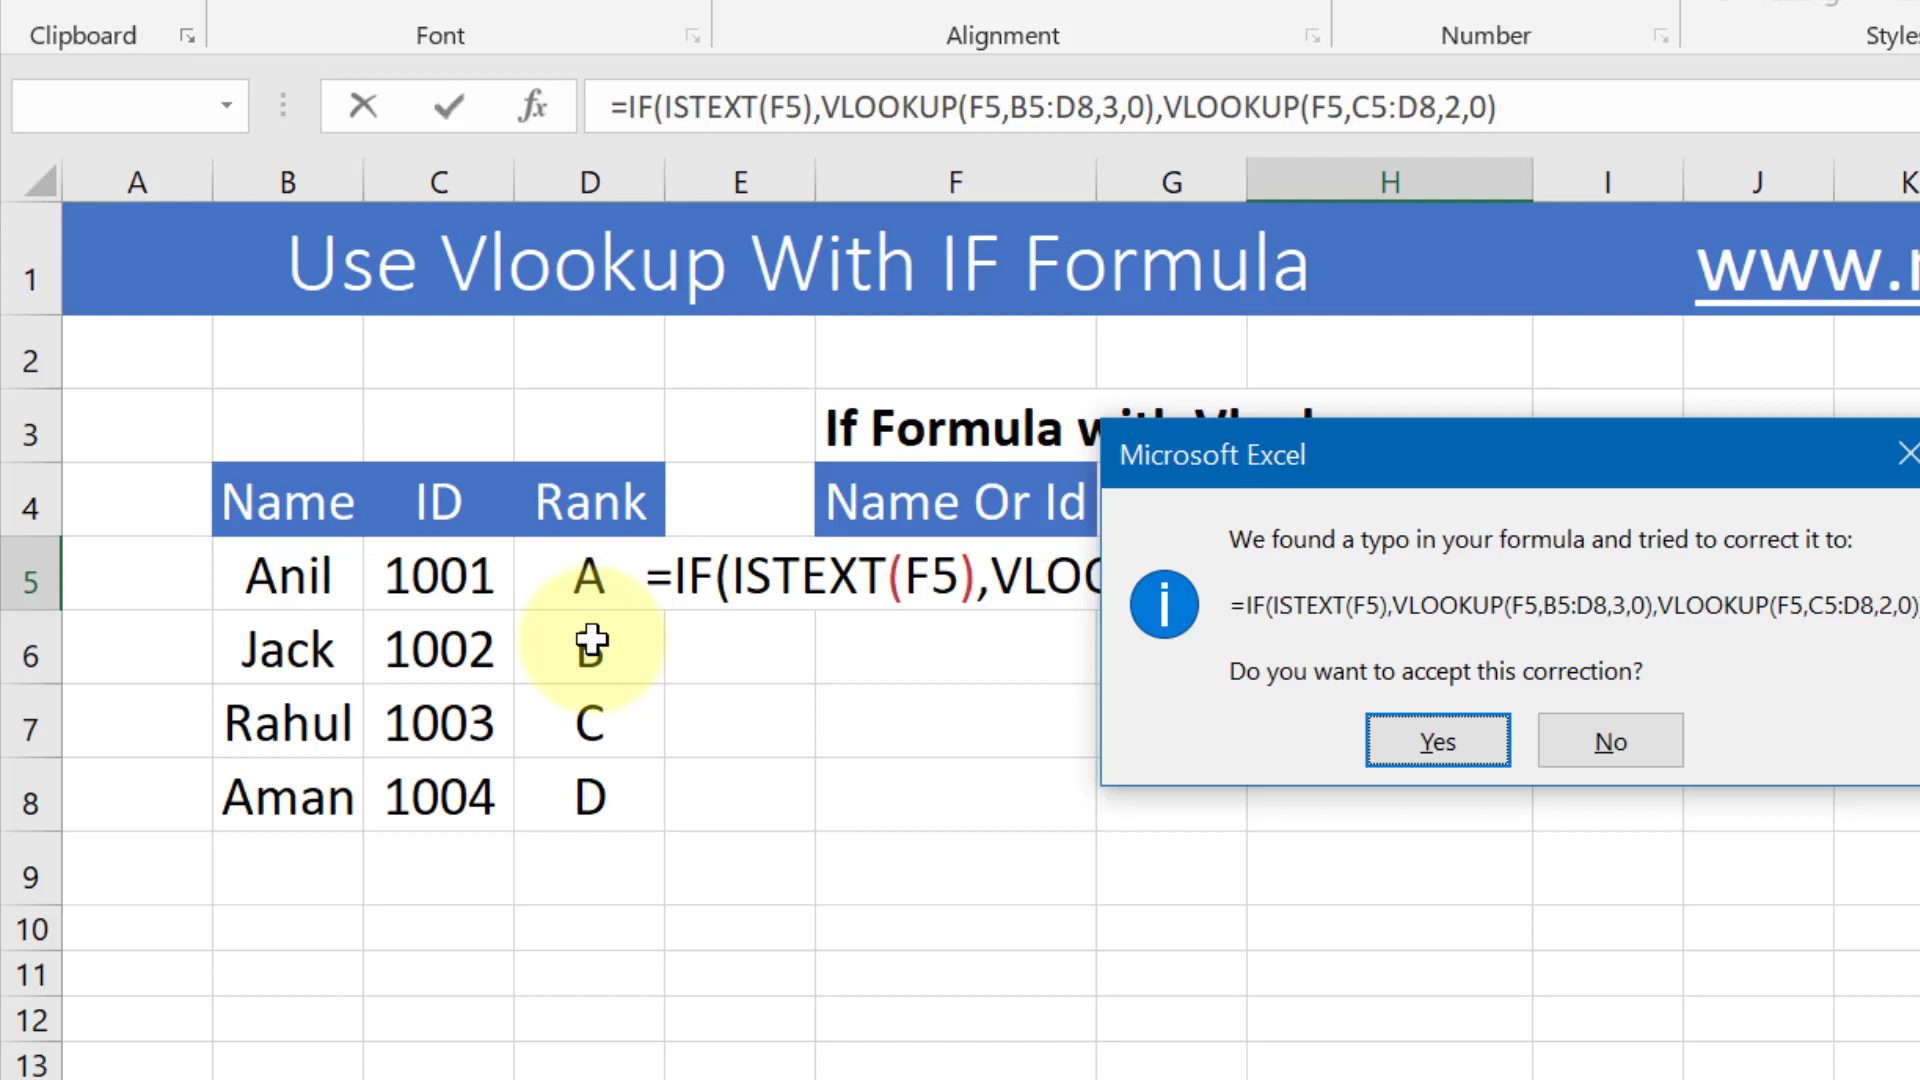 Clipboard Font Alignment Number
=IF(ISTEXT(F5),VLOOKUP(F5,B5:D8,3,0),VLOOKUP(F5,C5:D8,2,0)
A B C D E F G H I J K
1 Use Vlookup With IF Formula
2
3 If Formula
4 Name ID Rank Name Or Id
5 Anil 1001 A =IF(ISTEXT(F5),
6 Jack 1002 B
7 Rahul 1003 C
8 Aman 1004 D
9
10
11
12
13
Microsoft Excel
We found a typo in your formula and tried to correct it to:
=IF(ISTEXT(F5),VLOOKUP(F5,B5:D8,3,0),VLOOKUP(F5,C5:D8,2,0)
Do you want to accept this correction?
Yes No